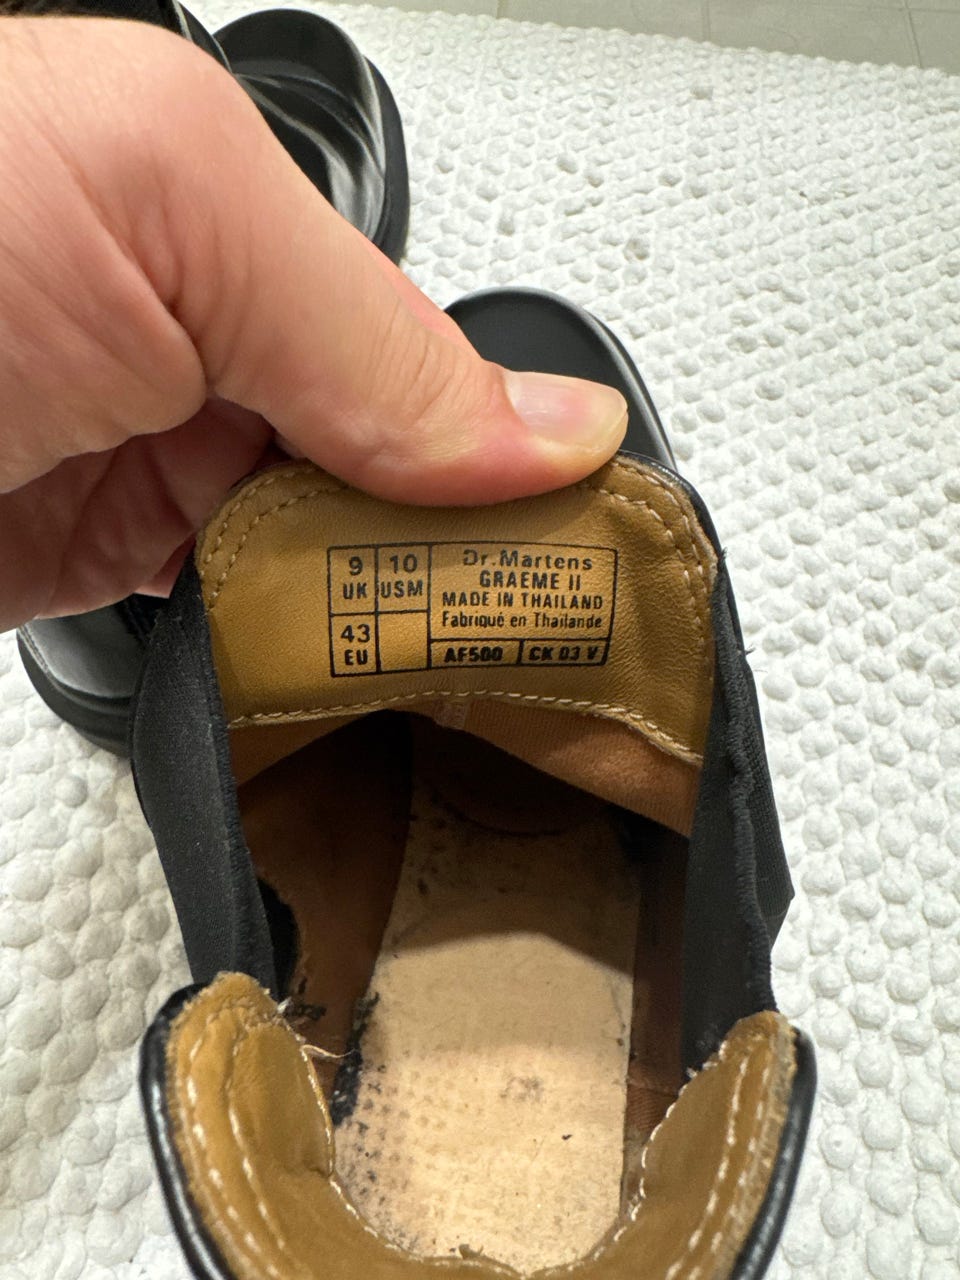 9 UK
10 USM
43 EU
Dr. Martens
GRAEME II
MADE IN THAILAND
Fabriqué en Thaïlande
AF500
CK 03 V